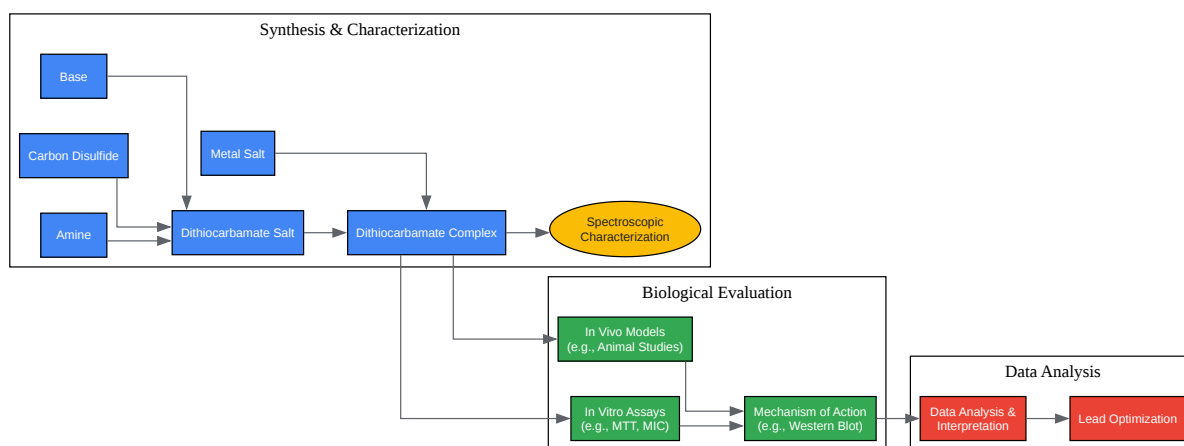 Synthesis & Characterization
Base
Carbon Disulfide
Metal Salt
Amine
Dithiocarbamate Salt
Dithiocarbamate Complex
Spectroscopic
Characterization
Biological Evaluation
In Vivo Models
(e.g., Animal Studies)
In Vitro Assays
(e.g., MTT, MIC)
Mechanism of Action
(e.g., Western Blot)
Data Analysis
Data Analysis &
Interpretation
Lead Optimization